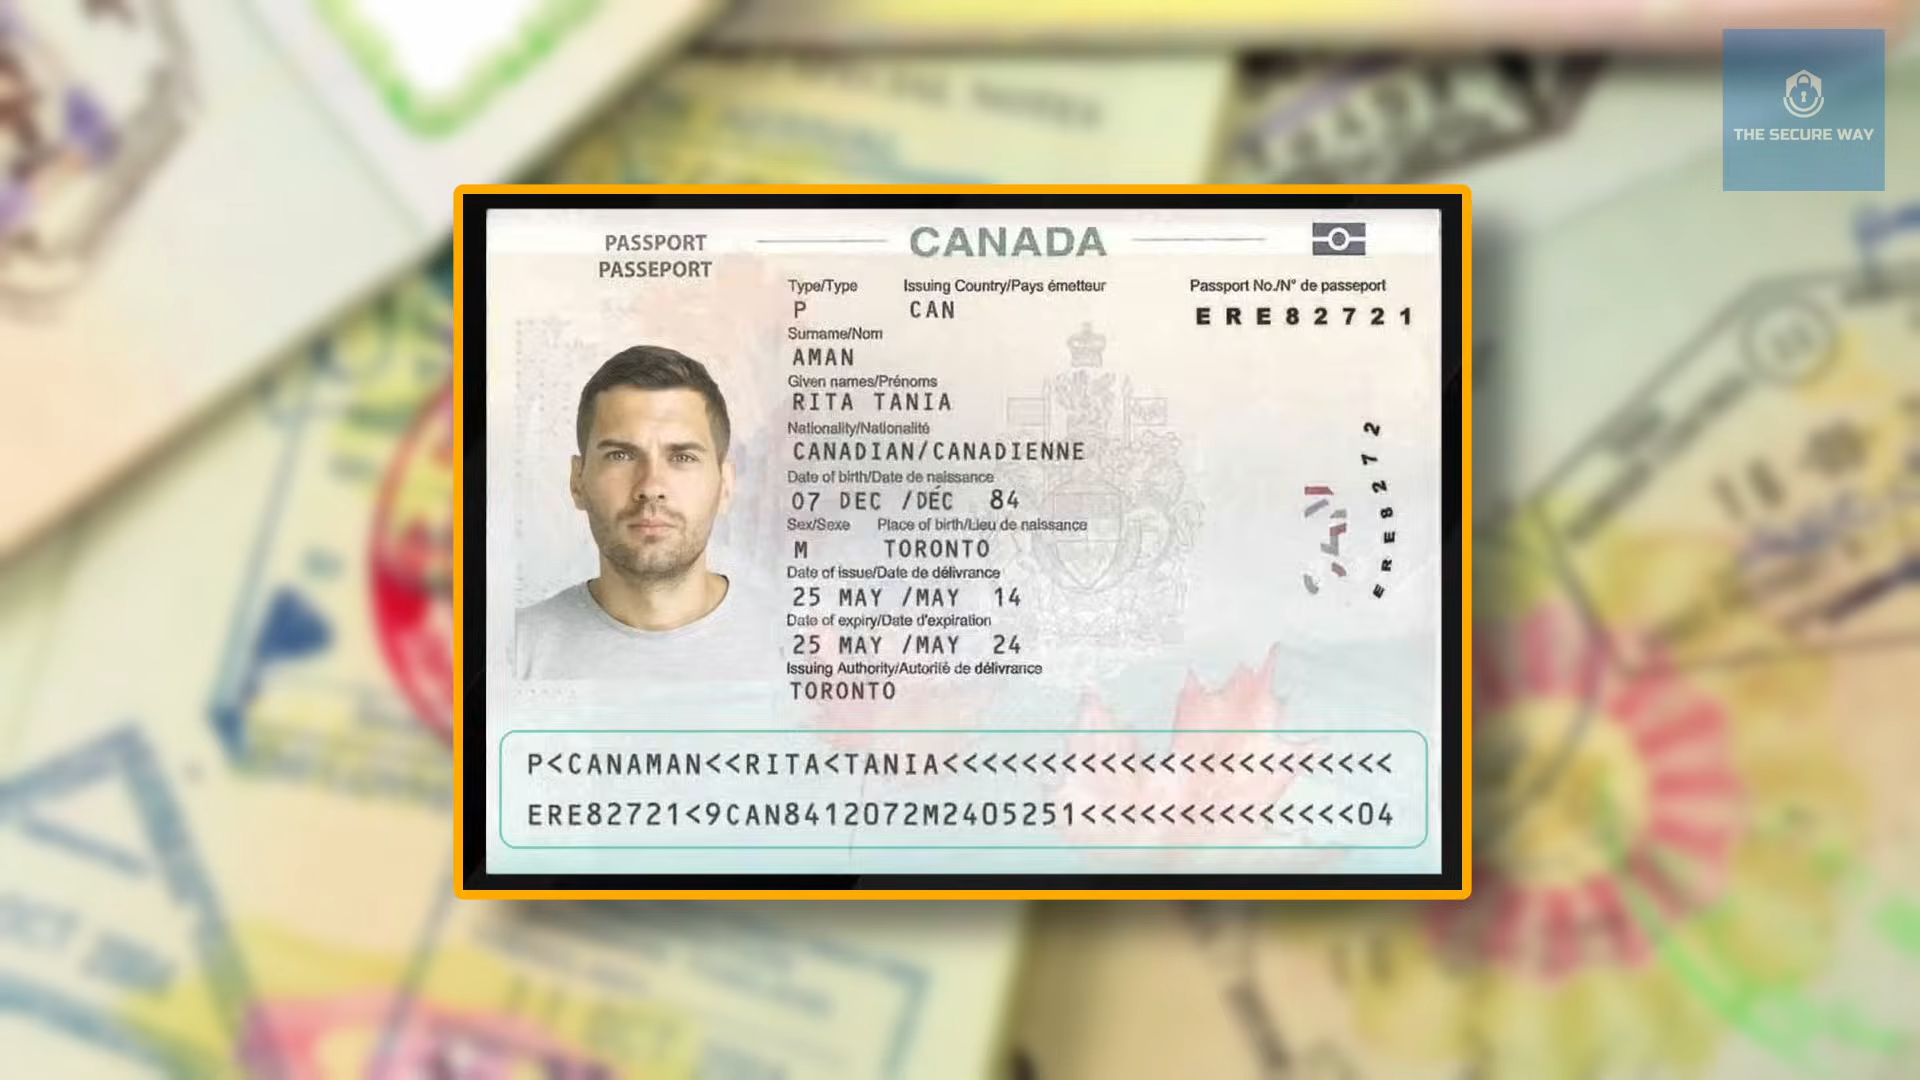 THE SECURE WAY
PASSPORT
PASSEPORT
CANADA
Type/Type Issuing Country/Pays émetteur Passport No./N° de passeport
P CAN ERE82721
Surname/Nom
AMAN
Given names/Prénoms
RITA TANIA
Nationality/Nationalité
CANADIAN/CANADIENNE
Date of birth/Date de naissance
07 DEC /DÉC 84
Sex/Sexe Place of birth/Lieu de naissance
M TORONTO
Date of issue/Date de délivrance
25 MAY /MAY 14
Date of expiry/Date d'expiration
25 MAY /MAY 24
Issuing Authority/Autorité de délivrance
TORONTO
CAN
ERE8272
P<CANAMAN<<RITA<TANIA<<<<<<<<<<<<<<<<<<<<<<<
ERE82721<9CAN8412072M2405251<<<<<<<<<<<<<<04